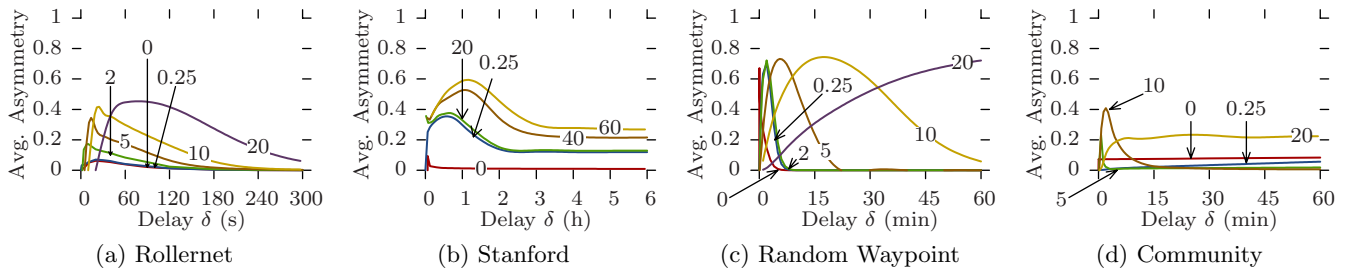 1 1 1 1
0.8 0.8 0.8 0.8
0.6 0.6 0.6 0.6
0.4 0.4 0.4 0.4
0.2 0.2 0.2 0.2
0 0 0 0
Avg. Asymmetry
0
2
0.25
5
10
20
0 60 120 180 240 300
Delay δ (s)
(a) Rollernet
Avg. Asymmetry
20
0.25
60
40
0
0 1 2 3 4 5 6
Delay δ (h)
(b) Stanford
Avg. Asymmetry
20
0.25
10
5
2
0
0 15 30 45 60
Delay δ (min)
(c) Random Waypoint
Avg. Asymmetry
10
0
0.25
20
5
0 15 30 45 60
Delay δ (min)
(d) Community